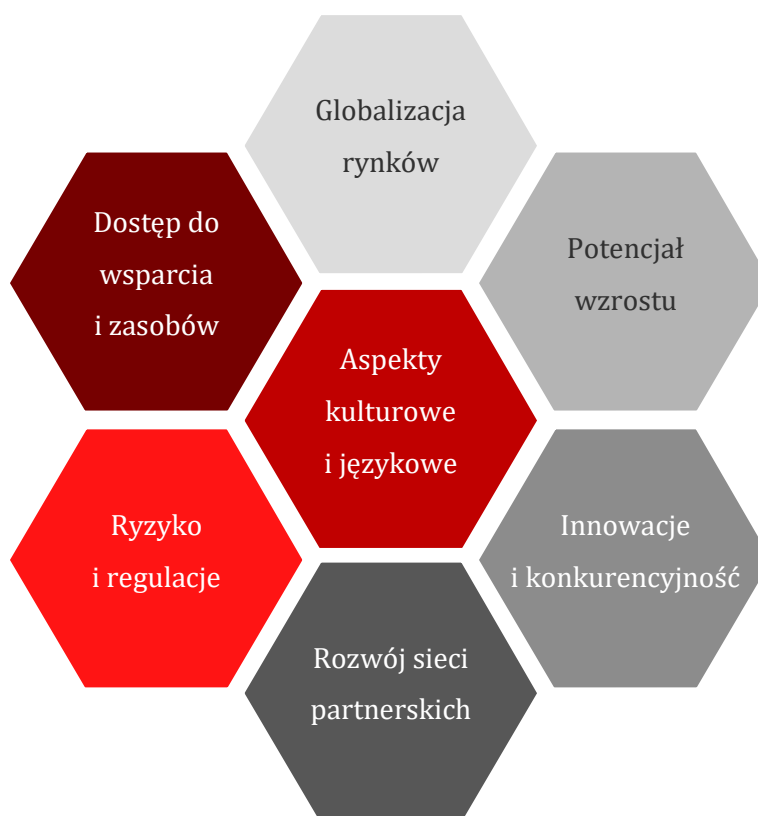 Globalizacja
rynków
Dostęp do
wsparcia
i zasobów
Potencjał
wzrostu
Aspekty
kulturowe
i językowe
Ryzyko
i regulacje
Innowacje
i konkurencyjność
Rozwój sieci
partnerskich